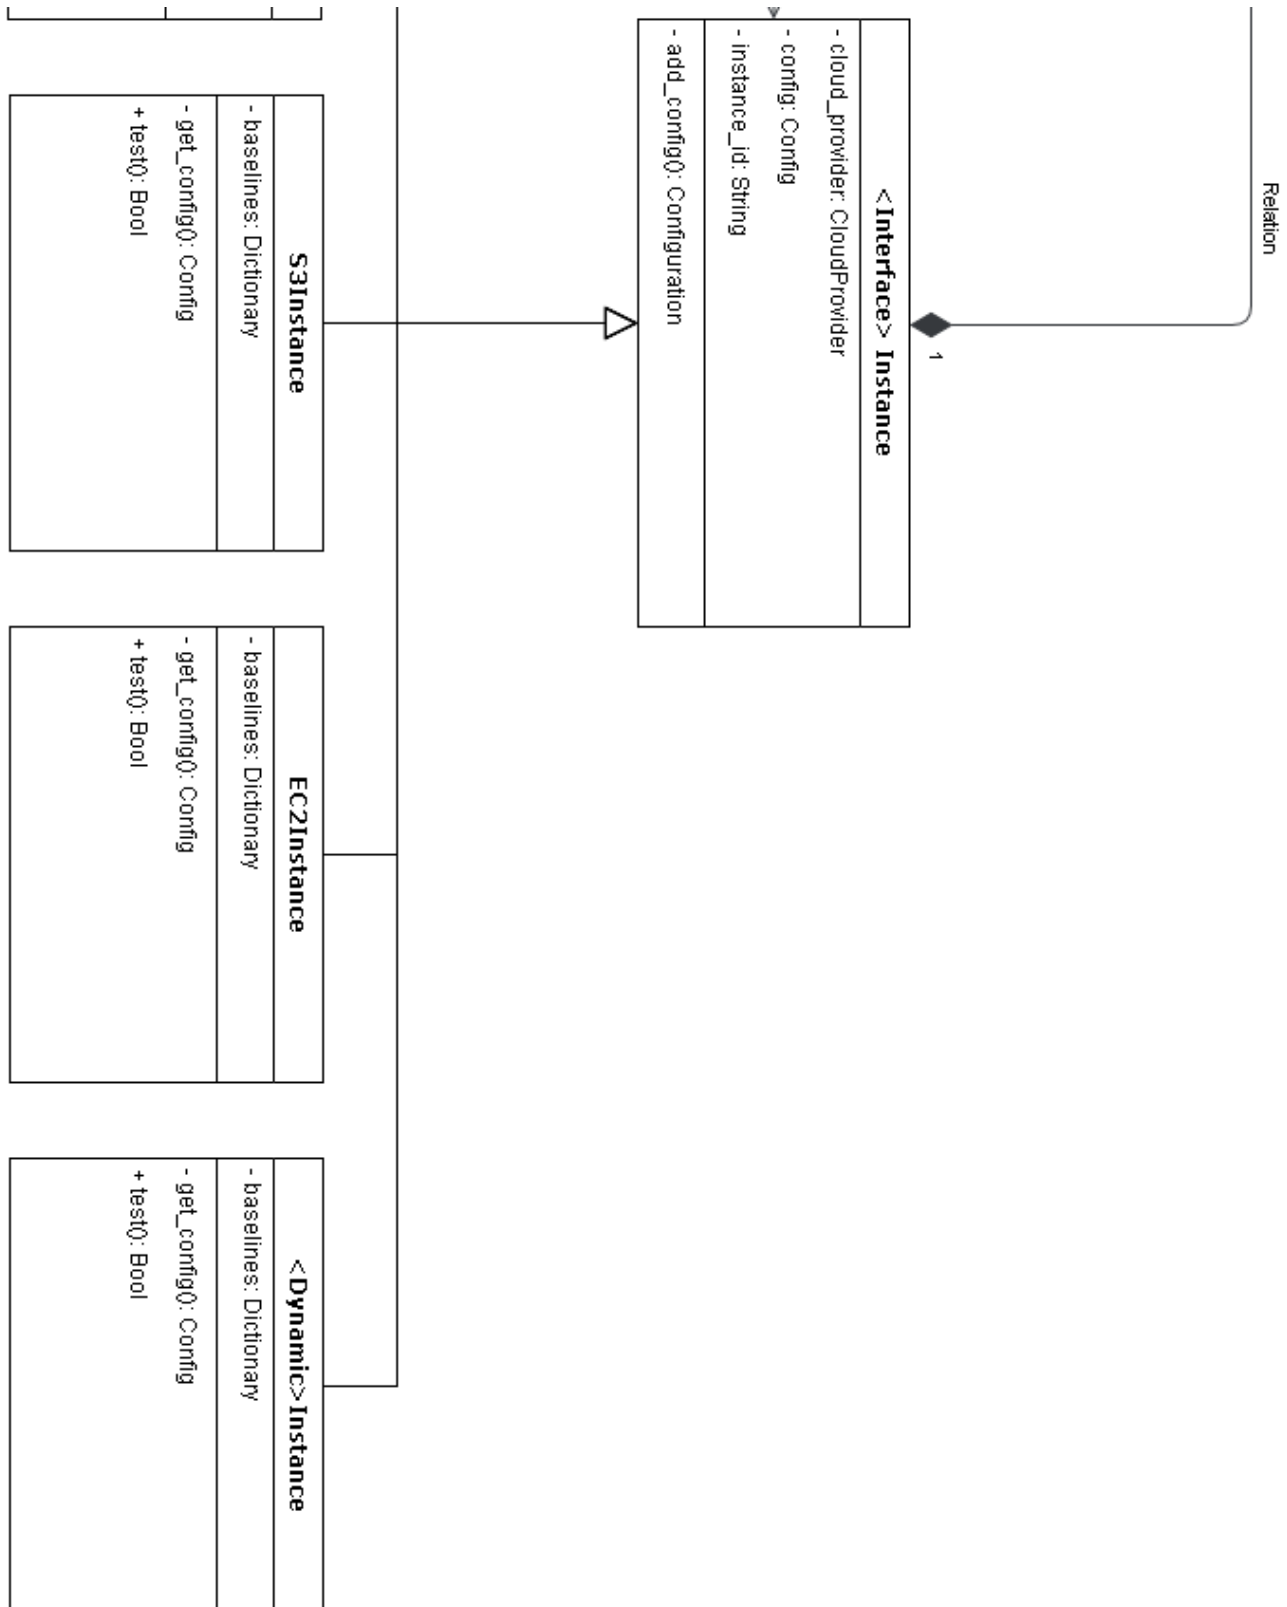 Relation
1
<Interface> Instance
- cloud_provider: CloudProvider
- config: Config
- instance_id: String
- add_config(): Configuration
S3Instance
- baselines: Dictionary
- get_config(): Config
+ test(): Bool
EC2Instance
- baselines: Dictionary
- get_config(): Config
+ test(): Bool
<Dynamic>Instance
- baselines: Dictionary
- get_config(): Config
+ test(): Bool